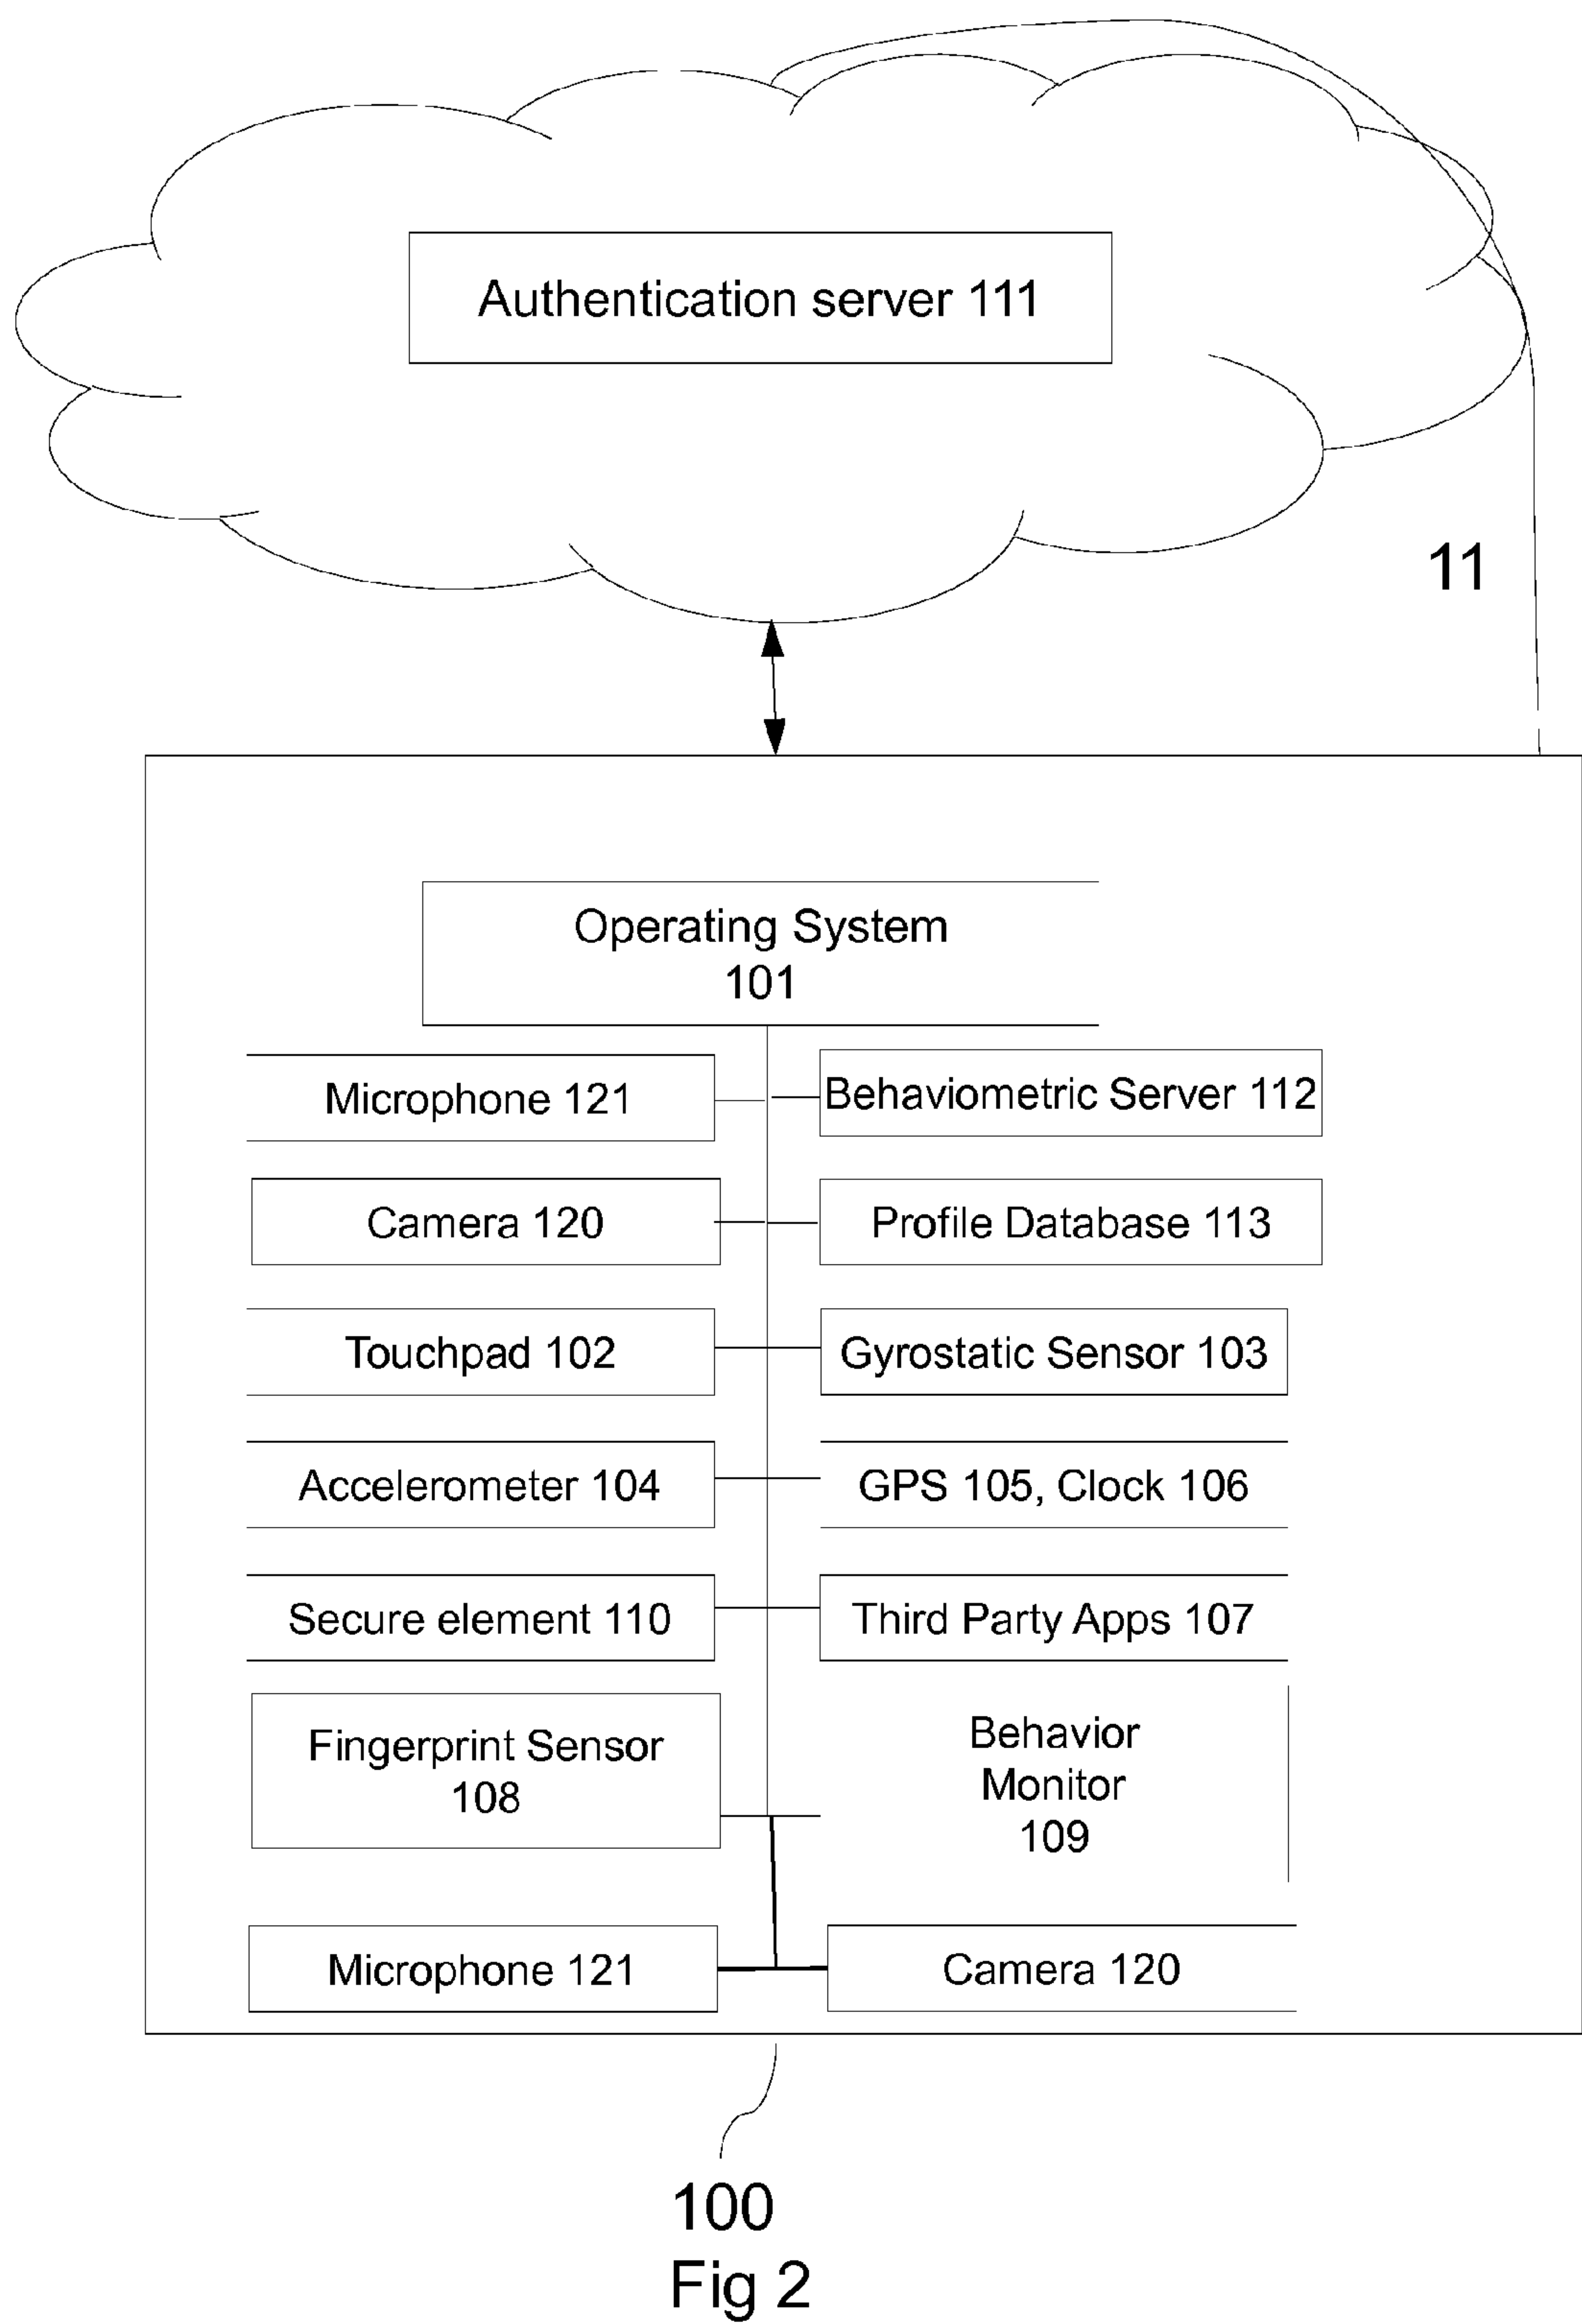 Authentication server 111
11
Operating System
101
Microphone 121
Behaviometric Server 112
Camera 120
Profile Database 113
Touchpad 102
Gyrostatic Sensor 103
Accelerometer 104
GPS 105, Clock 106
Secure element 110
Third Party Apps 107
Fingerprint Sensor
108
Behavior
Monitor
109
Microphone 121
Camera 120
100
Fig 2